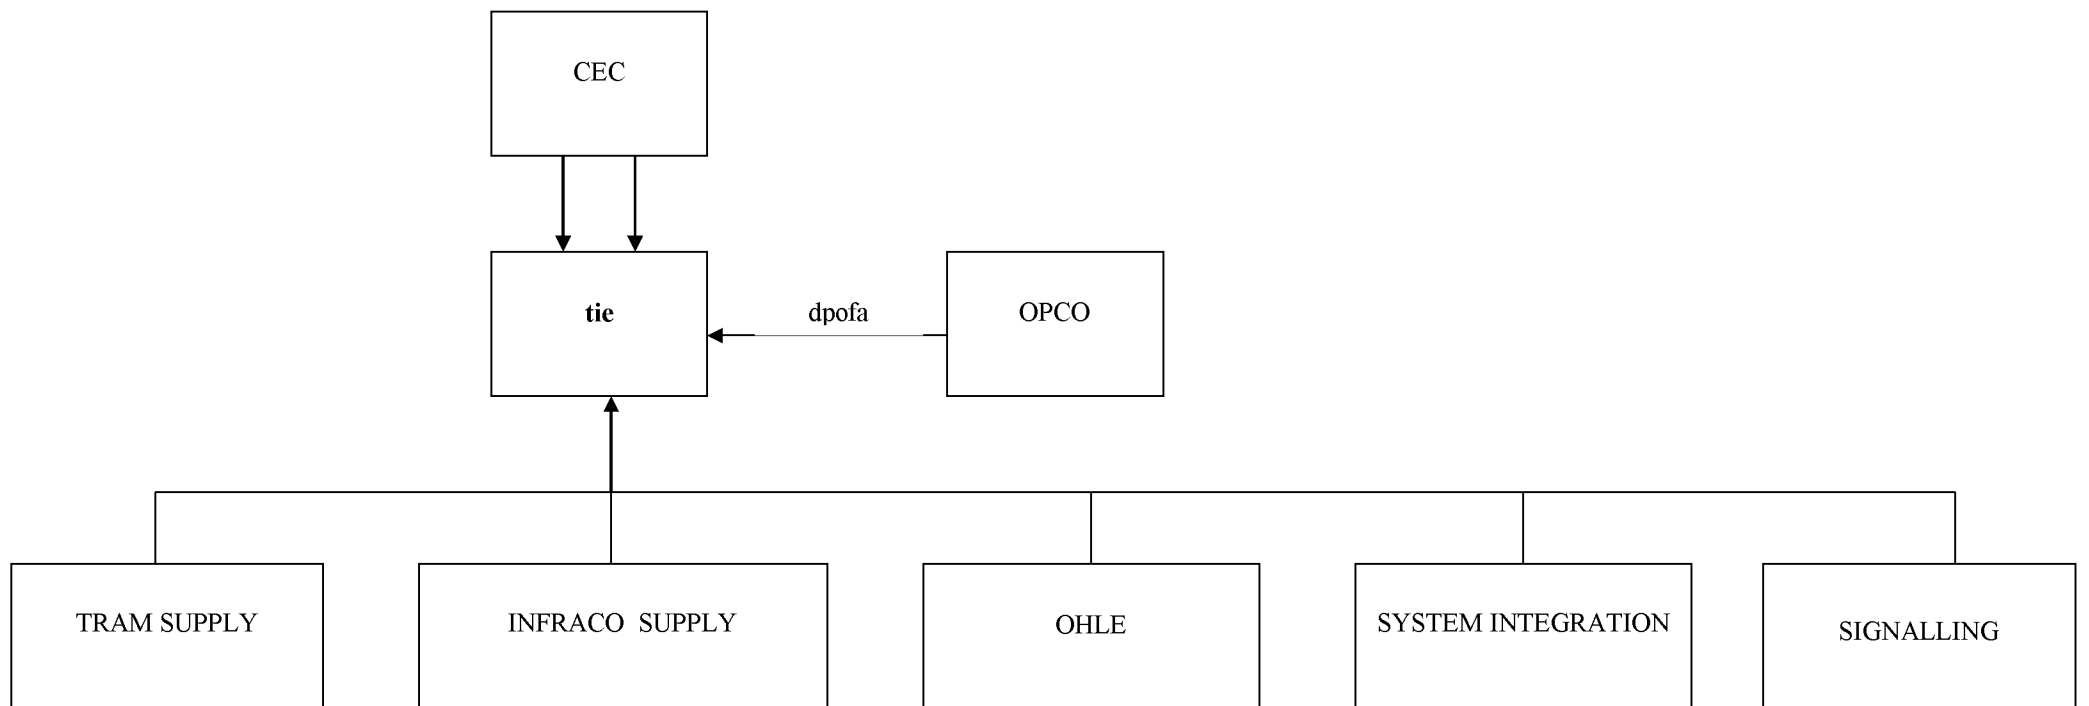 CEC
tie
dpofa
OPCO
TRAM SUPPLY
INFRACO SUPPLY
OHLE
SYSTEM INTEGRATION
SIGNALLING